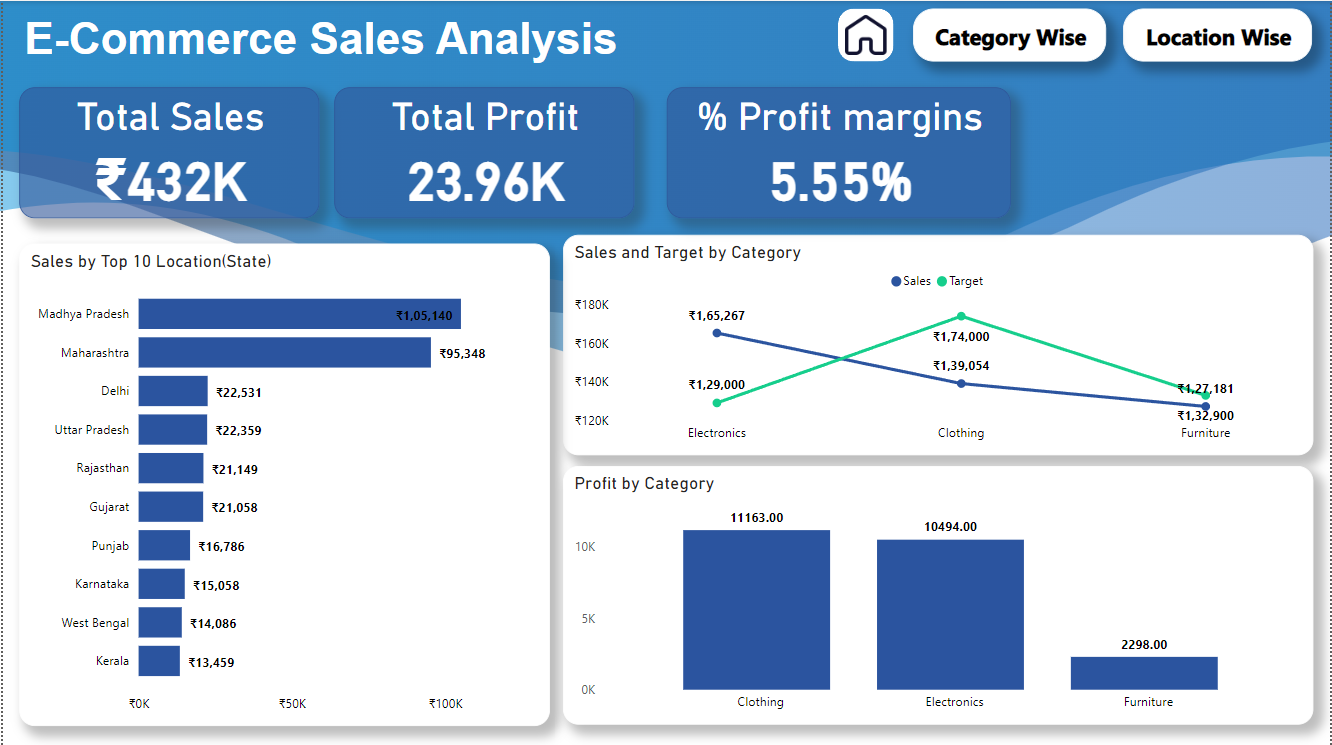 E-Commerce Sales Analysis
Category Wise
Location Wise
Total Sales
₹432K
Total Profit
23.96K
% Profit margins
5.55%
Sales by Top 10 Location(State)
Madhya Pradesh ₹1,05,140
Maharashtra ₹95,348
Delhi ₹22,531
Uttar Pradesh ₹22,359
Rajasthan ₹21,149
Gujarat ₹21,058
Punjab ₹16,786
Karnataka ₹15,058
West Bengal ₹14,086
Kerala ₹13,459
₹0K ₹50K ₹100K
Sales and Target by Category
Sales Target
₹180K
₹160K
₹140K
₹120K
₹1,65,267
₹1,29,000
₹1,74,000
₹1,39,054
₹1,27,181
₹1,32,900
Electronics Clothing Furniture
Profit by Category
10K
5K
0K
11163.00
10494.00
2298.00
Clothing Electronics Furniture